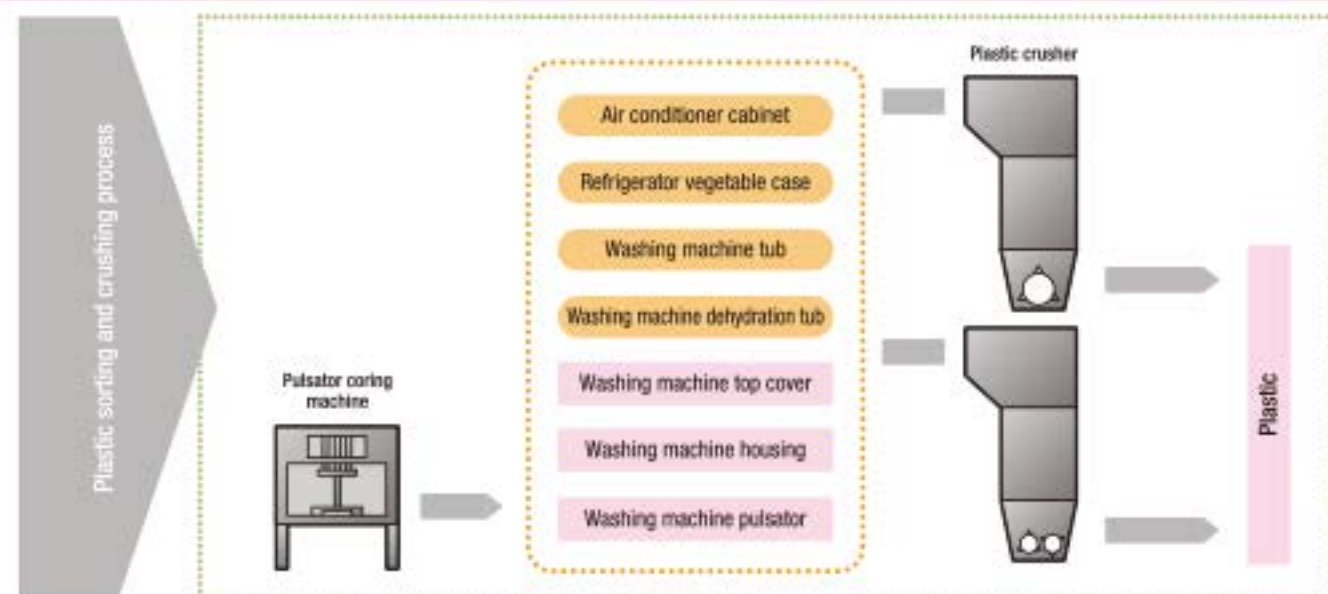 Plastic sorting and crushing process
Pulsator coring
machine
Air conditioner cabinet
Refrigerator vegetable case
Washing machine tub
Washing machine dehydration tub
Washing machine top cover
Washing machine housing
Washing machine pulsator
Plastic crusher
Plastic